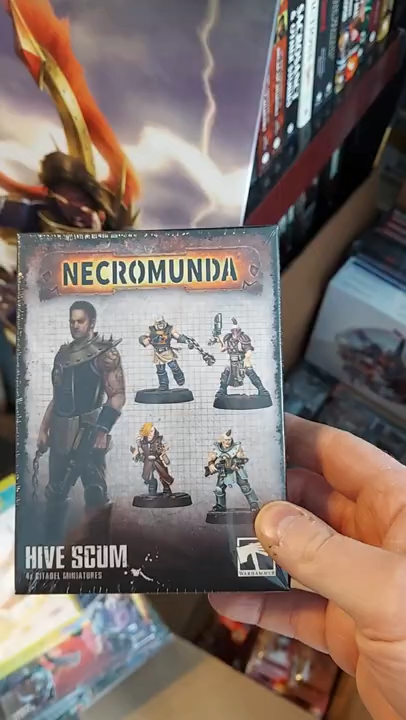 NECROMUNDA
HIVE SCUM
4x CITADEL MINIATURES
WARHAMMER